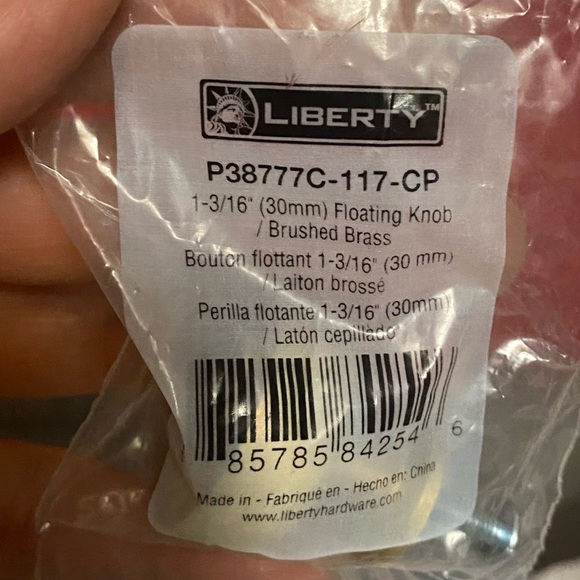 LIBERTY™
P38777C-117-CP
1-3/16" (30mm) Floating Knob
/ Brushed Brass
Bouton flottant 1-3/16" (30 mm)
/ Laiton brossé
Perilla flotante 1-3/16" (30mm)
/ Latón cepillado
85785 84254 6
Made in - Fabriqué en - Hecho en: China
www.libertyhardware.com